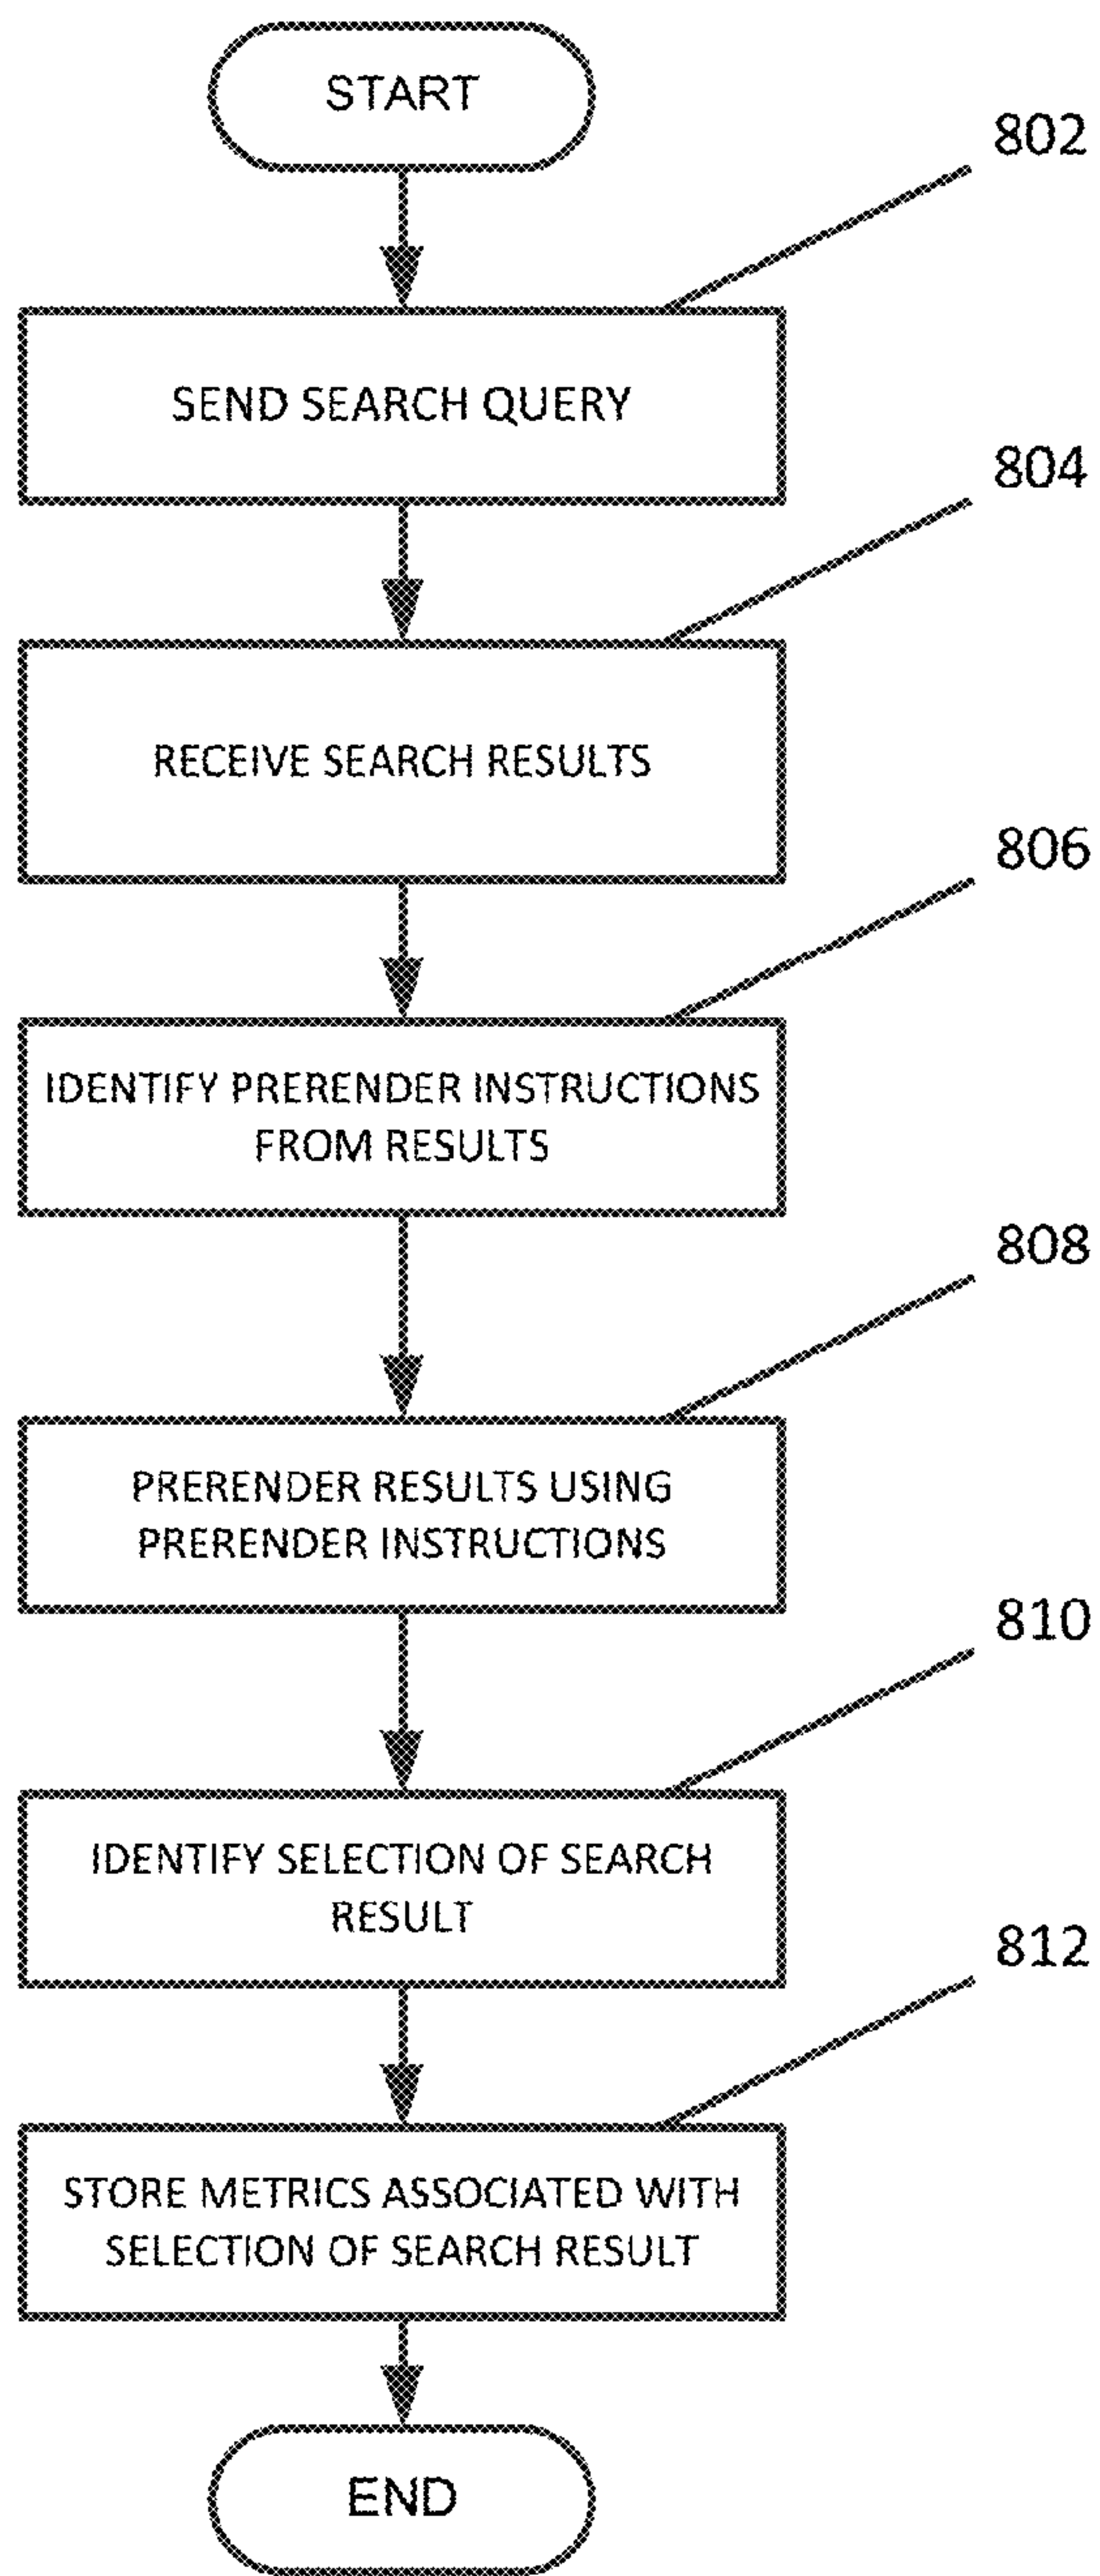 START
802
SEND SEARCH QUERY
804
RECEIVE SEARCH RESULTS
806
IDENTIFY PRERENDER INSTRUCTIONS
FROM RESULTS
808
PRERENDER RESULTS USING
PRERENDER INSTRUCTIONS
810
IDENTIFY SELECTION OF SEARCH
RESULT
812
STORE METRICS ASSOCIATED WITH
SELECTION OF SEARCH RESULT
END